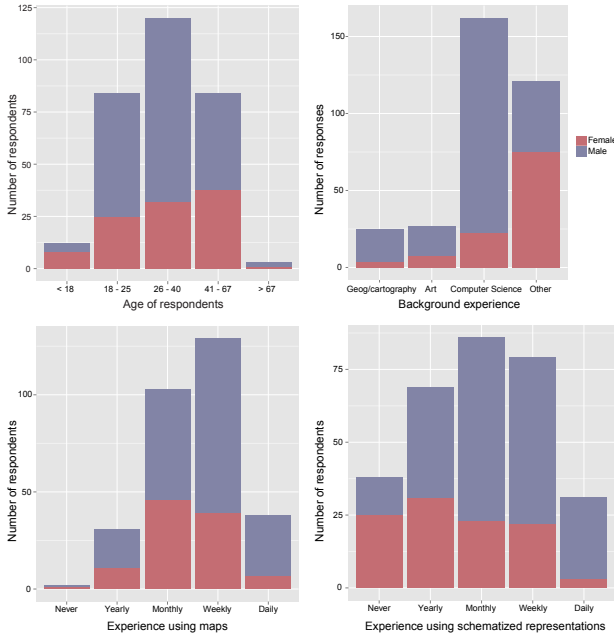 125
100
75
50
25
0
Number of respondents
< 18 18 - 25 26 - 40 41 - 67 > 67
Age of respondents
150
100
50
0
Number of responses
Geog/cartography Art Computer Science Other
Background experience
Female
Male
100
50
0
Number of respondents
Never Yearly Monthly Weekly Daily
Experience using maps
75
50
25
0
Number of respondents
Never Yearly Monthly Weekly Daily
Experience using schematized representations